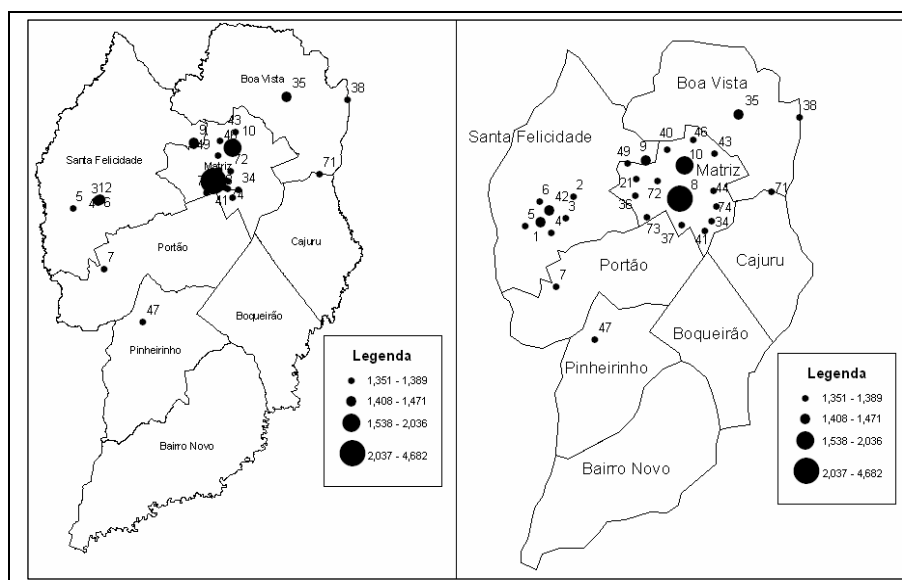 Boa Vista
35
38
43
9
10
49
Santa Felicidade
72
Matriz
71
34
312
5
6
41
Cajuru
Portão
7
Boqueirão
47
Pinheirinho
Legenda
1,351 - 1,389
1,408 - 1,471
1,538 - 2,036
2,037 - 4,682
Bairro Novo
Boa Vista
35
38
Santa Felicidade
40
46
43
49
9
10
Matriz
2
6
42
21
72
8
44
71
36
74
5
4
3
34
1
73
37
41
Cajuru
Portão
7
Boqueirão
47
Pinheirinho
Legenda
1,351 - 1,389
1,408 - 1,471
1,538 - 2,036
2,037 - 4,682
Bairro Novo